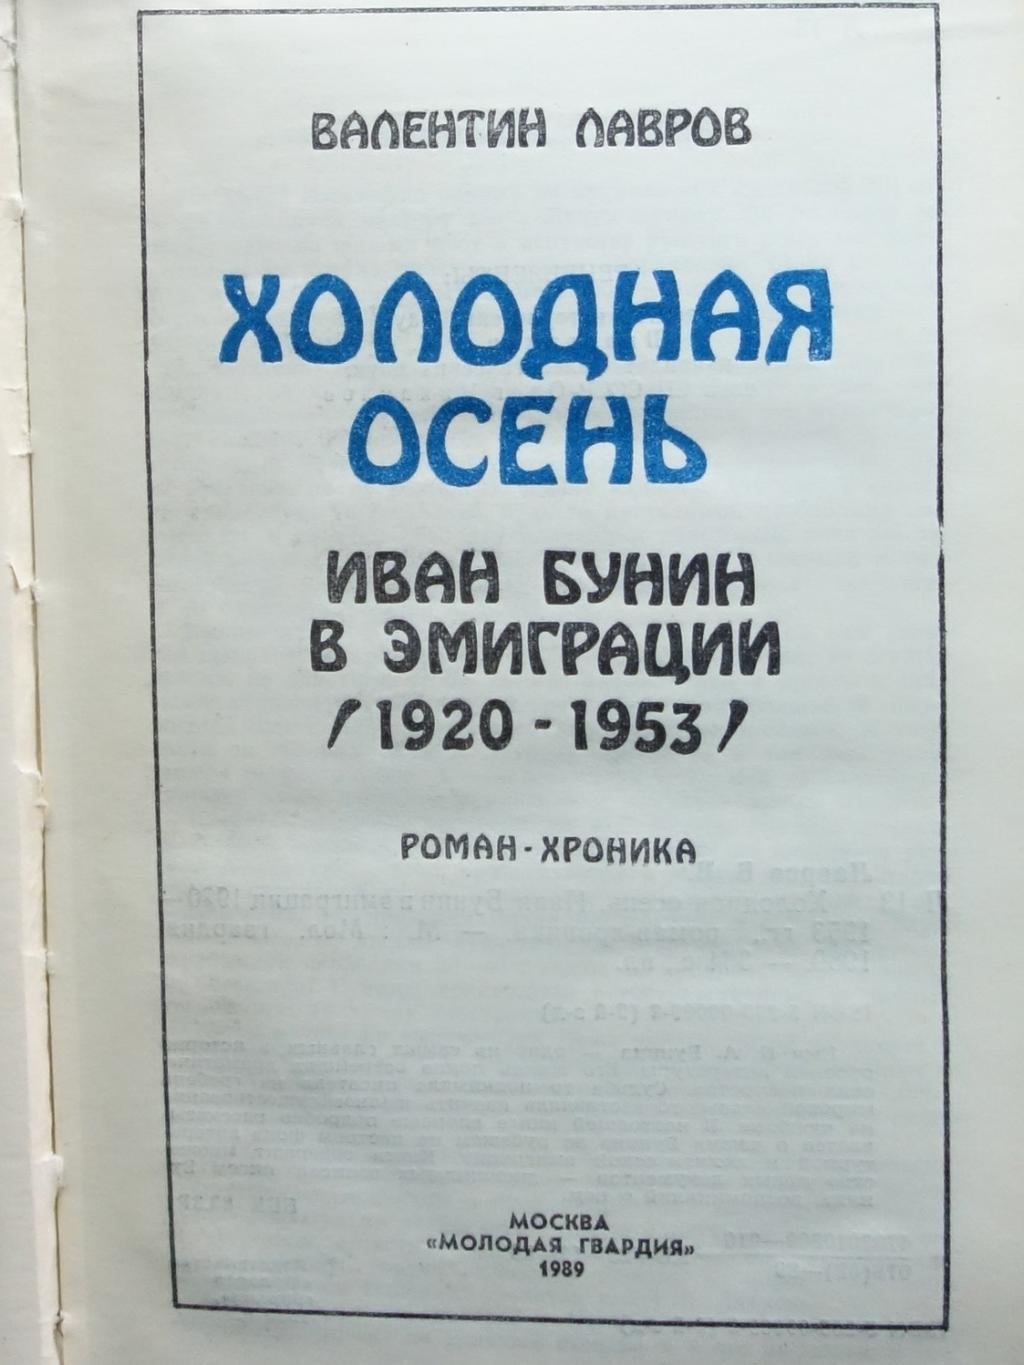 ВАЛЕНТИН ЛАВРОВ
ХОЛОДНАЯ
ОСЕНЬ
ИВАН БУНИН
В ЭМИГРАЦИИ
/1920-1953/
РОМАН-ХРОНИКА
МОСКВА
«МОЛОДАЯ ГВАРДИЯ»
1989